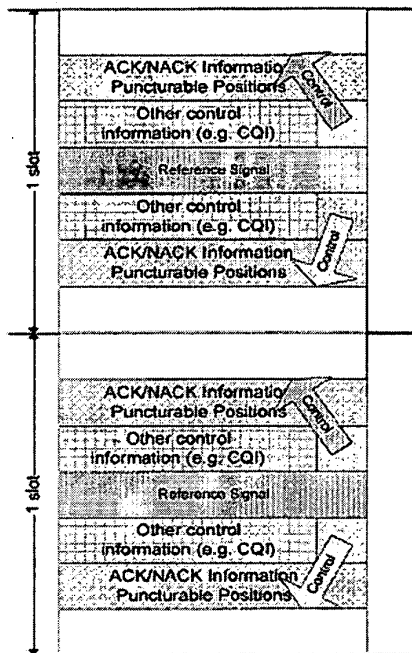 1 slot
ACK/NACK Informatio
Puncturable Positions
Control
Other control
information (e.g. CQI)
Reference Signal
Other control
information (e.g. CQI)
Control
ACK/NACK Information
Puncturable Positions
1 slot
ACK/NACK Informatio
Puncturable Positions
Control
Other control
information (e.g. CQI)
Reference Signal
Other control
information (e.g. CQI)
Control
ACK/NACK Information
Puncturable Positions